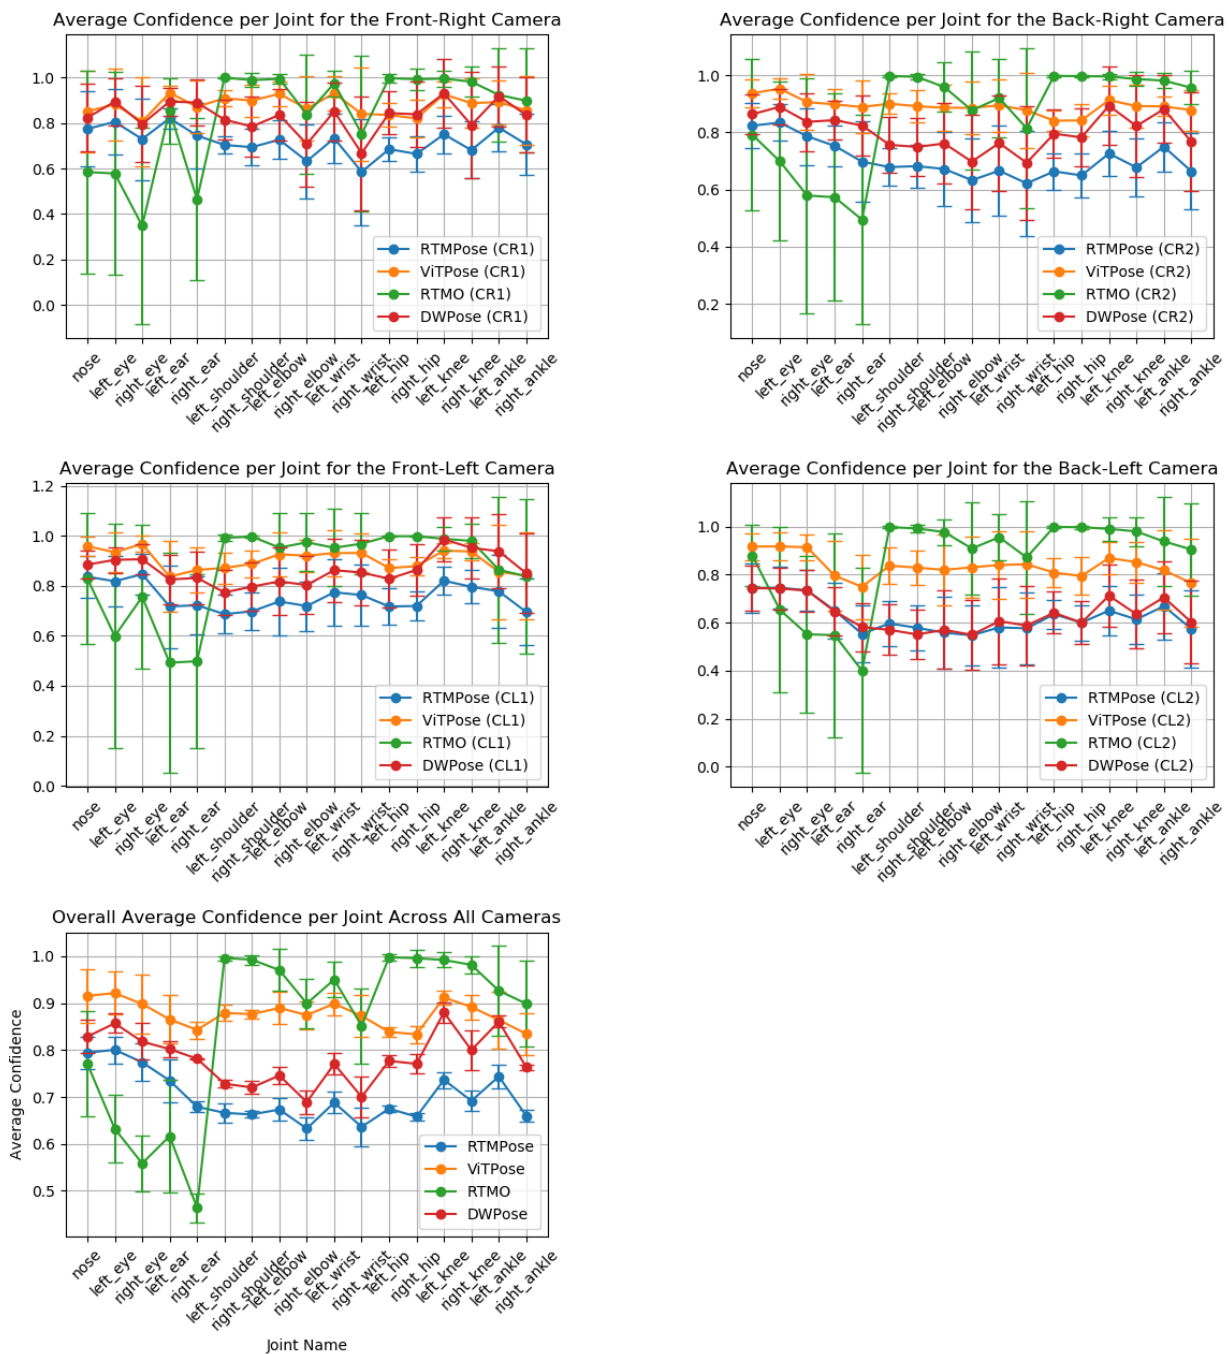 Average Confidence per Joint for the Front-Right Camera
1.0
0.8
0.6
0.4
0.2
0.0
RTMPose (CR1)
ViTPose (CR1)
RTMO (CR1)
DWPose (CR1)
nose
left_eye
right_eye
left_ear
right_ear
left_shoulder
right_shoulder
left_elbow
right_elbow
left_wrist
right_wrist
left_hip
right_hip
left_knee
right_knee
left_ankle
right_ankle
Average Confidence per Joint for the Back-Right Camera
1.0
0.8
0.6
0.4
0.2
RTMPose (CR2)
ViTPose (CR2)
RTMO (CR2)
DWPose (CR2)
nose
left_eye
right_eye
left_ear
right_ear
left_shoulder
right_shoulder
left_elbow
right_elbow
left_wrist
right_wrist
left_hip
right_hip
left_knee
right_knee
left_ankle
right_ankle
Average Confidence per Joint for the Front-Left Camera
1.2
1.0
0.8
0.6
0.4
0.2
0.0
RTMPose (CL1)
ViTPose (CL1)
RTMO (CL1)
DWPose (CL1)
nose
left_eye
right_eye
left_ear
right_ear
left_shoulder
right_shoulder
left_elbow
right_elbow
left_wrist
right_wrist
left_hip
right_hip
left_knee
right_knee
left_ankle
right_ankle
Average Confidence per Joint for the Back-Left Camera
1.0
0.8
0.6
0.4
0.2
0.0
RTMPose (CL2)
ViTPose (CL2)
RTMO (CL2)
DWPose (CL2)
nose
left_eye
right_eye
left_ear
right_ear
left_shoulder
right_shoulder
left_elbow
right_elbow
left_wrist
right_wrist
left_hip
right_hip
left_knee
right_knee
left_ankle
right_ankle
Overall Average Confidence per Joint Across All Cameras
Average Confidence
1.0
0.9
0.8
0.7
0.6
0.5
RTMPose
ViTPose
RTMO
DWPose
nose
left_eye
right_eye
left_ear
right_ear
left_shoulder
right_shoulder
left_elbow
right_elbow
left_wrist
right_wrist
left_hip
right_hip
left_knee
right_knee
left_ankle
right_ankle
Joint Name